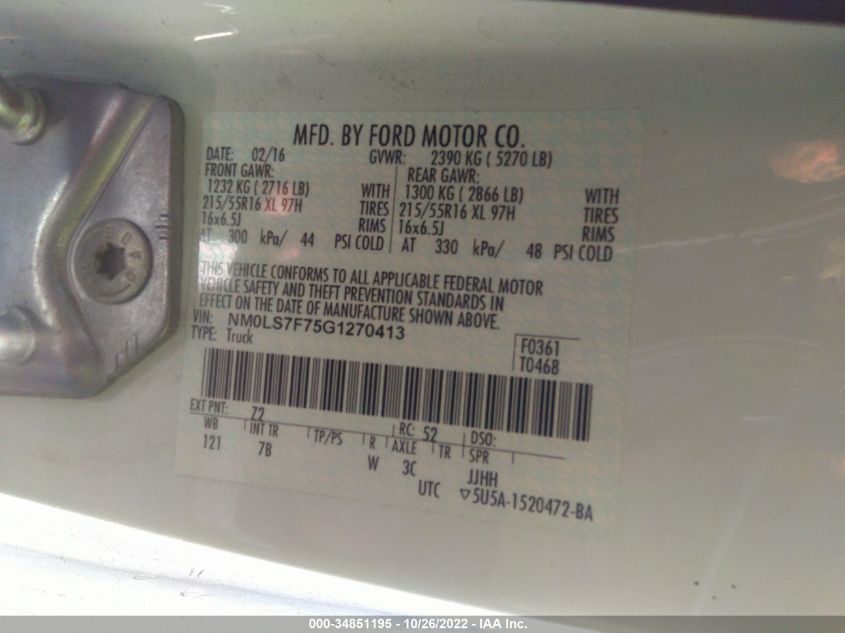 MFD. BY FORD MOTOR CO.
DATE: 02/16 GVWR: 2390 KG ( 5270 LB)
FRONT GAWR: REAR GAWR:
1232 KG ( 2716 LB) WITH 1300 KG ( 2866 LB) WITH
215/55R16 XL 97H TIRES 215/55R16 XL 97H TIRES
16x6.5J RIMS 16x6.5J RIMS
AT 300 kPa/ 44 PSI COLD AT 330 kPa/ 48 PSI COLD
THIS VEHICLE CONFORMS TO ALL APPLICABLE FEDERAL MOTOR
VEHICLE SAFETY AND THEFT PREVENTION STANDARDS IN
EFFECT ON THE DATE OF MANUFACTURE SHOWN ABOVE.
VIN: NM0LS7F75G1270413
TYPE: Truck
F0361
T0468
EXT PNT: Z2 RC: 52 DSO:
WB INT TR TP/PS R AXLE TR SPR
121 7B W 3C JJHH
UTC ▽5U5A-1520472-BA
000-34851195 - 10/26/2022 - IAA Inc.